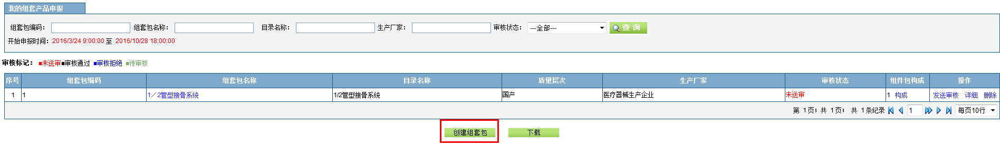 我的组套产品申报
组套包编码： 组套包名称： 目录名称： 生产厂家： 审核状态： ---全部--- 查 询
开始申报时间：2016/3/24 9:00:00 至 2016/10/28 18:00:00
审核标记： ■未送审■审核通过 ■审核拒绝 ■待审核
序号 组套包编码 组套包名称 目录名称 质量层次 生产厂家 审核状态 组件包构成 操作
1 1 1／2管型接骨系统 1/2管型接骨系统 国产 医疗器械生产企业 未送审 1 构成 发送审核 详细 删除
第 1页；共 1页； 共 1条纪录 1 每页10行
创建组套包 下载